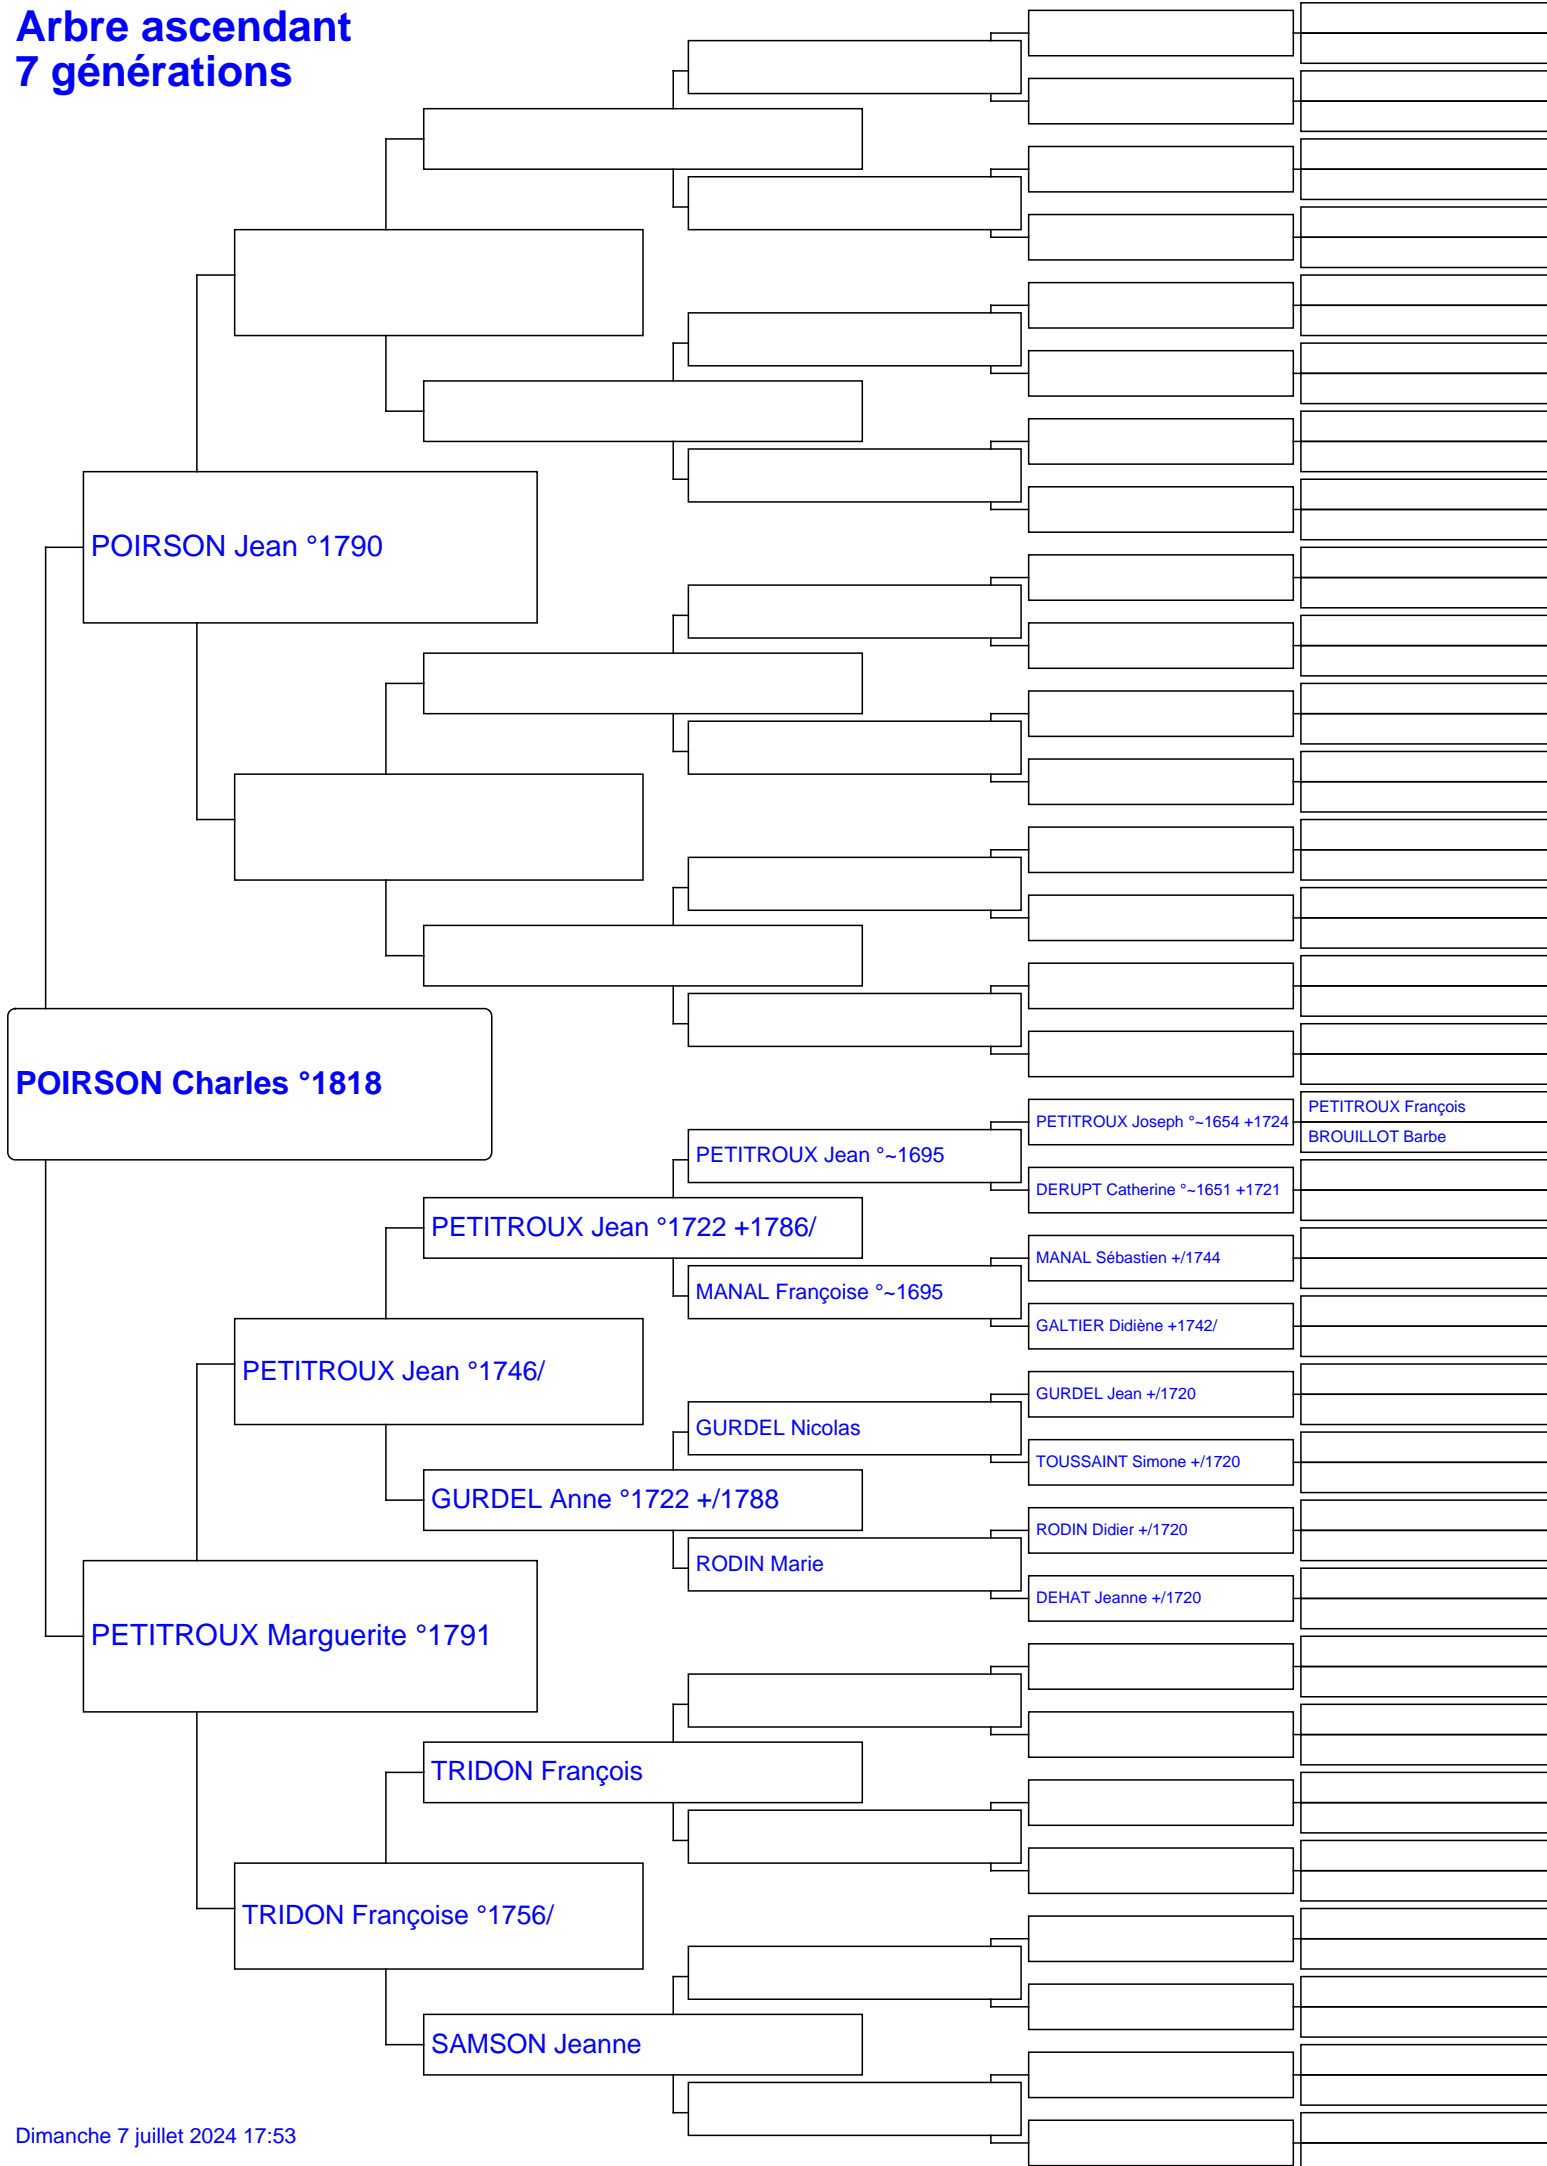 Arbre ascendant
7 générations
POIRSON Jean °1790
POIRSON Charles °1818
PETITROUX François
PETITROUX Joseph °~1654 +1724
BROUILLOT Barbe
PETITROUX Jean °~1695
DERUPT Catherine °~1651 +1721
PETITROUX Jean °1722 +1786/
MANAL Sébastien +/1744
MANAL Françoise °~1695
GALTIER Didiène +1742/
PETITROUX Jean °1746/
GURDEL Jean +/1720
GURDEL Nicolas
TOUSSAINT Simone +/1720
GURDEL Anne °1722 +/1788
RODIN Didier +/1720
RODIN Marie
DEHAT Jeanne +/1720
PETITROUX Marguerite °1791
TRIDON François
TRIDON Françoise °1756/
SAMSON Jeanne
Dimanche 7 juillet 2024 17:53